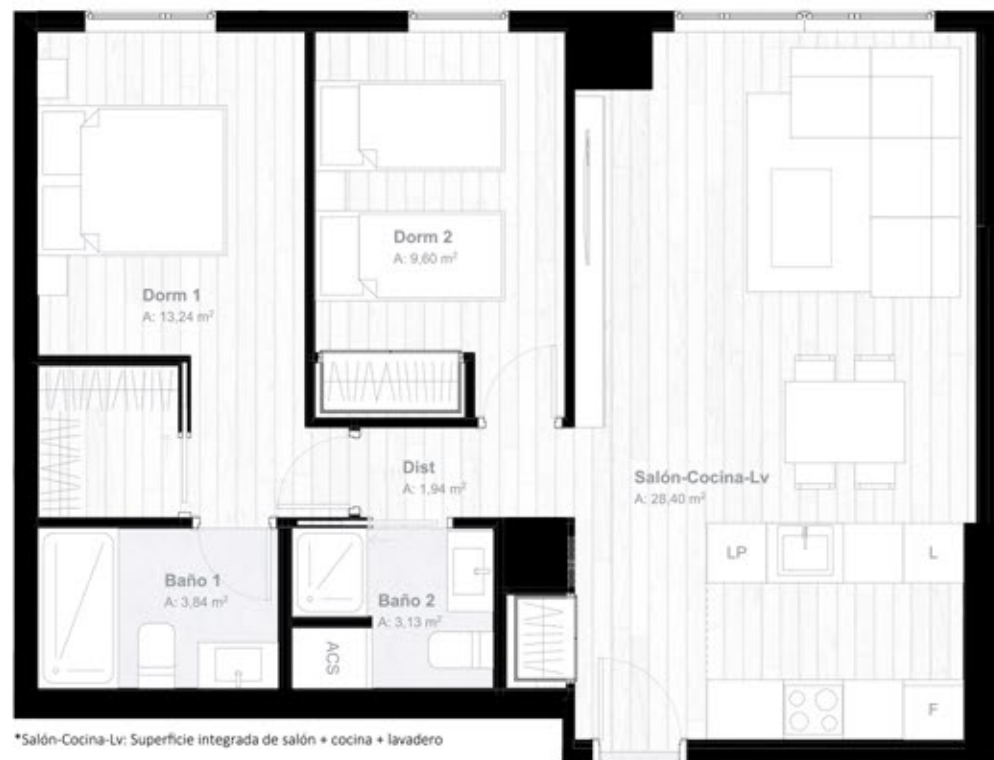 Dorm 2
A: 9,60 m²
Dorm 1
A: 13,24 m²
Dist
A: 1,94 m²
Salón-Cocina-Lv
A: 28,40 m²
LP
L
Baño 1
A: 3,84 m²
Baño 2
A: 3,13 m²
ACS
F
*Salón-Cocina-Lv: Superficie integrada de salón + cocina + lavadero